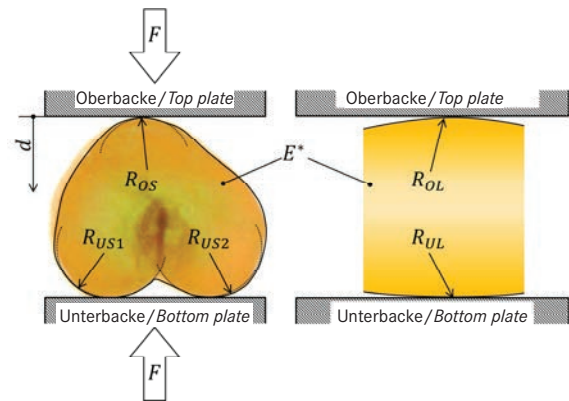 F
Oberbacke/Top plate
Oberbacke/Top plate
d
E*
R_OS
R_OL
R_US1
R_US2
R_UL
Unterbacke/Bottom plate
Unterbacke/Bottom plate
F